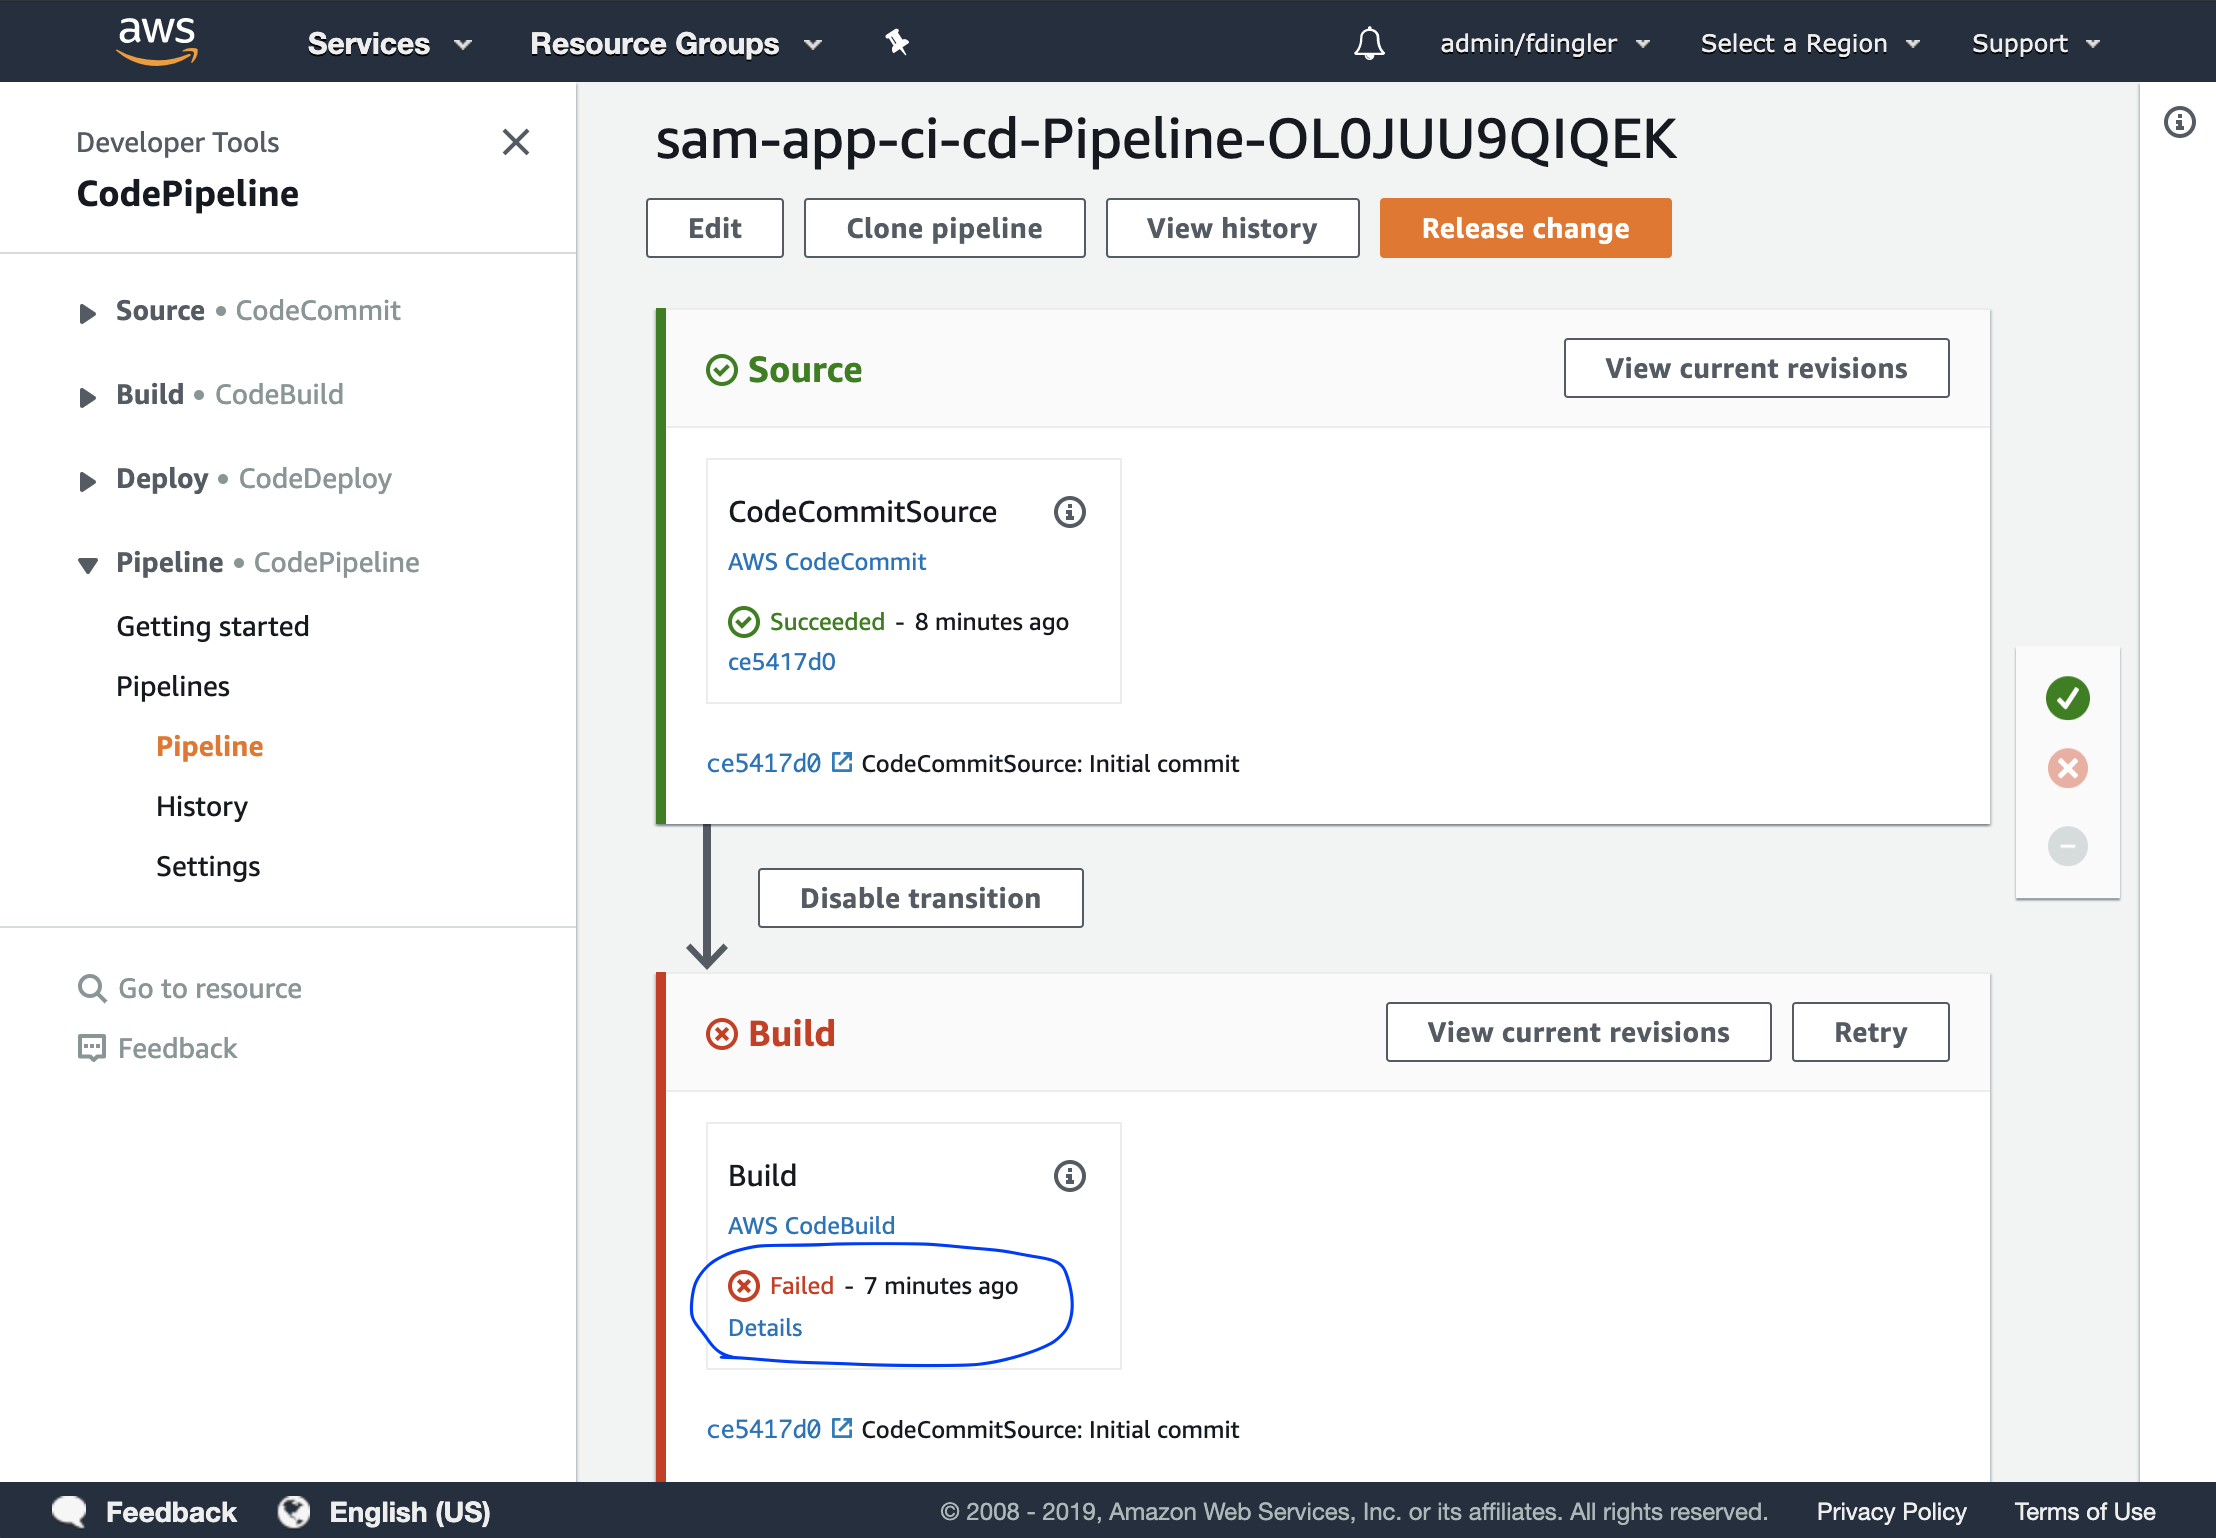 aws Services Resource Groups admin/fdingler Select a Region Support
Developer Tools
CodePipeline
Source • CodeCommit
Build • CodeBuild
Deploy • CodeDeploy
Pipeline • CodePipeline
Getting started
Pipelines
Pipeline
History
Settings
Go to resource
Feedback
sam-app-ci-cd-Pipeline-OL0JUU9QIQEK
Edit Clone pipeline View history Release change
Source View current revisions
CodeCommitSource
AWS CodeCommit
Succeeded - 8 minutes ago
ce5417d0
ce5417d0 CodeCommitSource: Initial commit
Disable transition
Build View current revisions Retry
Build
AWS CodeBuild
Failed - 7 minutes ago
Details
ce5417d0 CodeCommitSource: Initial commit
Feedback English (US) © 2008 - 2019, Amazon Web Services, Inc. or its affiliates. All rights reserved. Privacy Policy Terms of Use